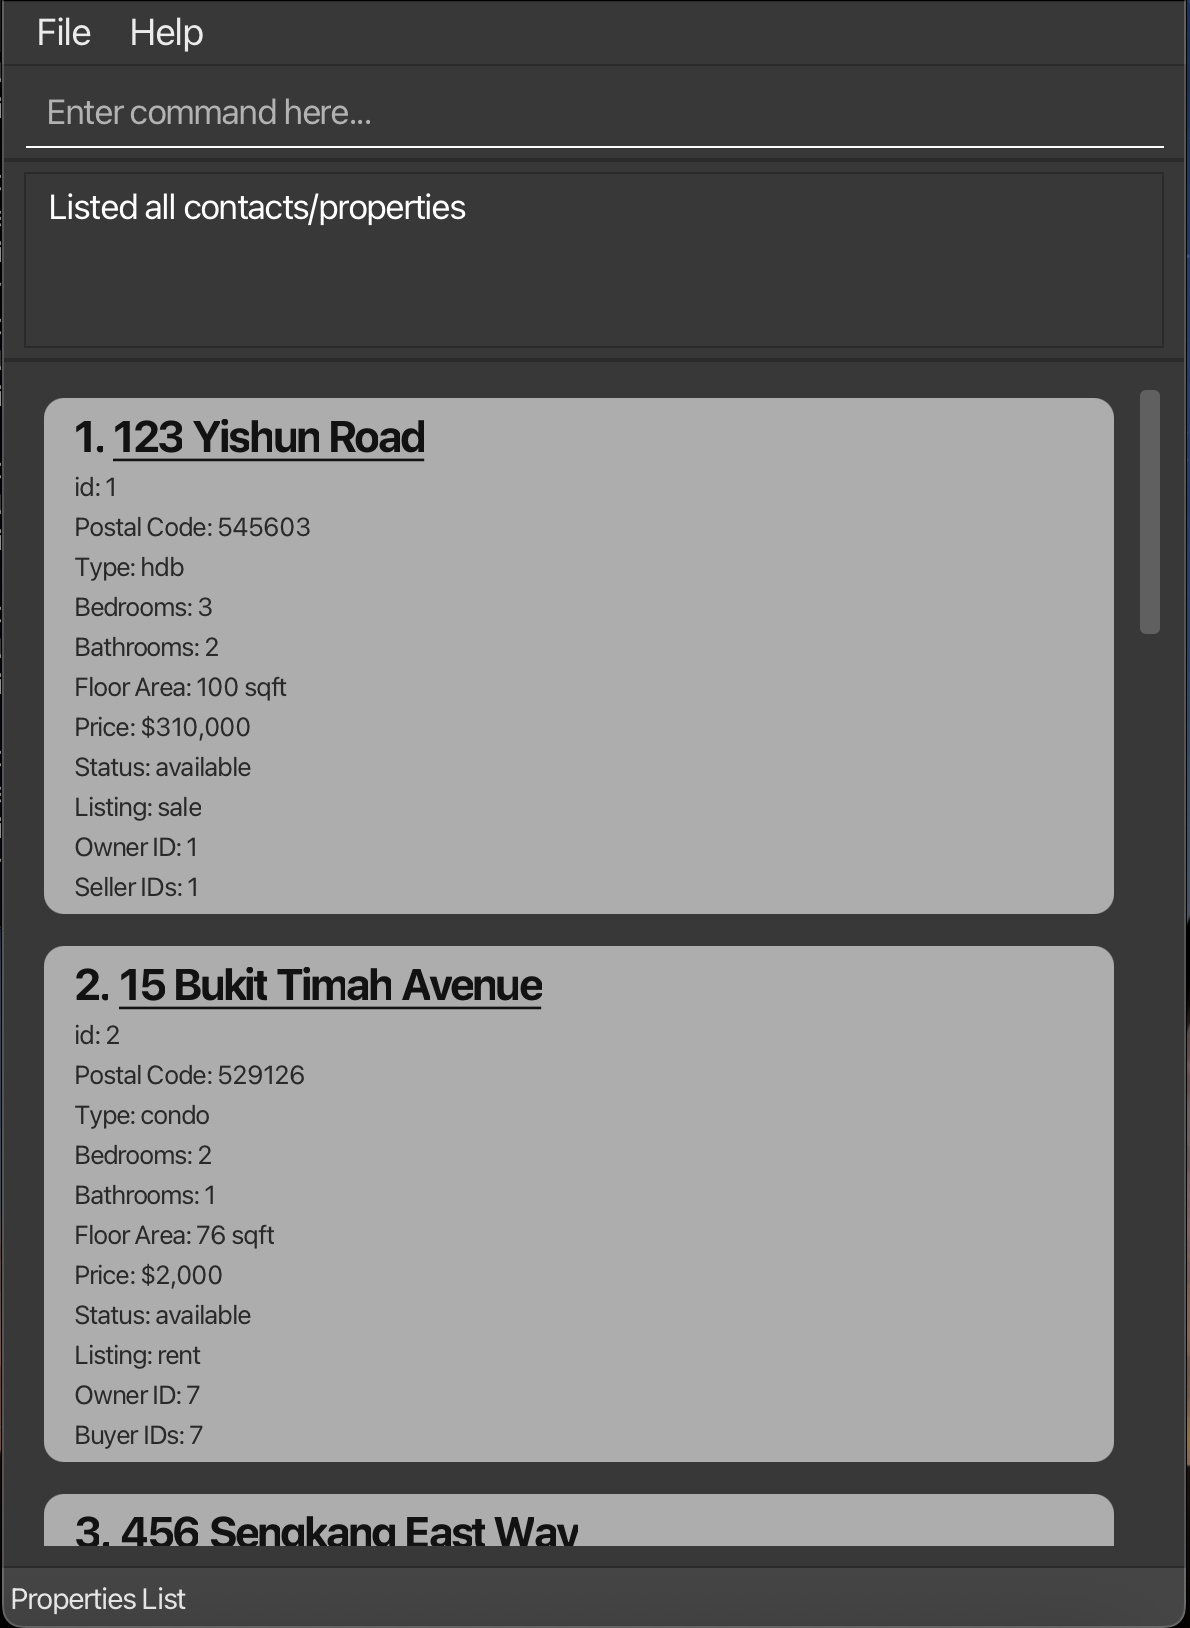 File Help
Enter command here...
Listed all contacts/properties
1. 123 Yishun Road
id: 1
Postal Code: 545603
Type: hdb
Bedrooms: 3
Bathrooms: 2
Floor Area: 100 sqft
Price: $310,000
Status: available
Listing: sale
Owner ID: 1
Seller IDs: 1
2. 15 Bukit Timah Avenue
id: 2
Postal Code: 529126
Type: condo
Bedrooms: 2
Bathrooms: 1
Floor Area: 76 sqft
Price: $2,000
Status: available
Listing: rent
Owner ID: 7
Buyer IDs: 7
3. 456 Sengkang East Way
Properties List